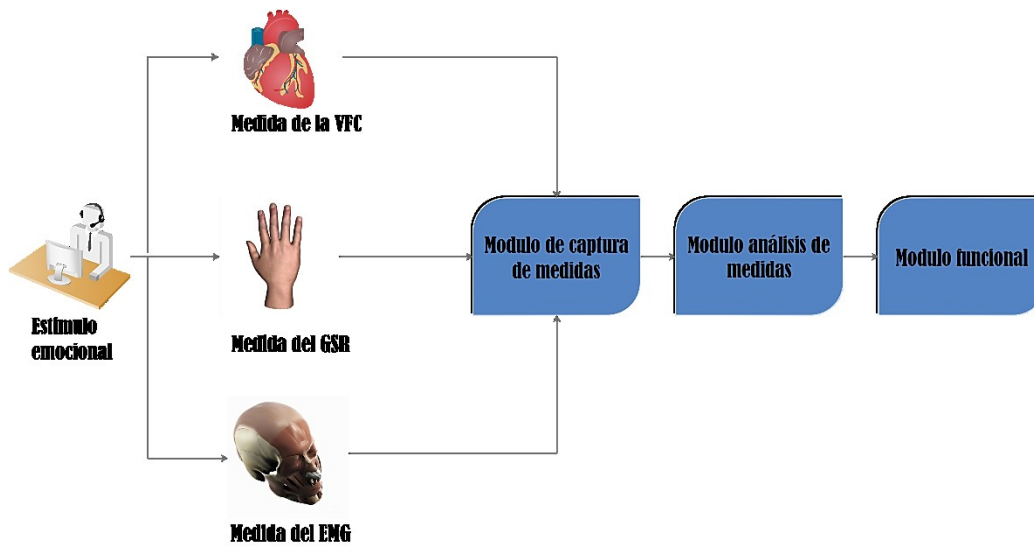 Medida de la VFC
Estímulo
emocional
Medida del GSR
Medida del EMG
Modulo de captura
de medidas
Modulo análisis de
medidas
Modulo funcional